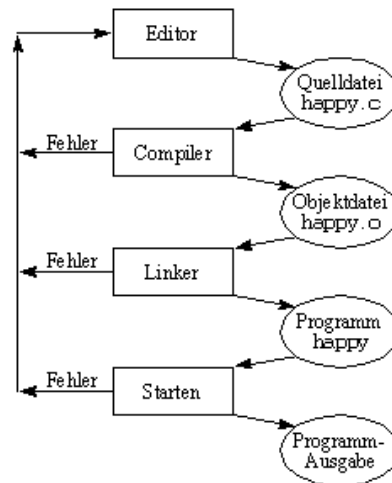 Editor
Quelldatei
happy.c
Fehler
Compiler
Objektdatei
happy.o
Fehler
Linker
Programm
happy
Fehler
Starten
Programm-
Ausgabe